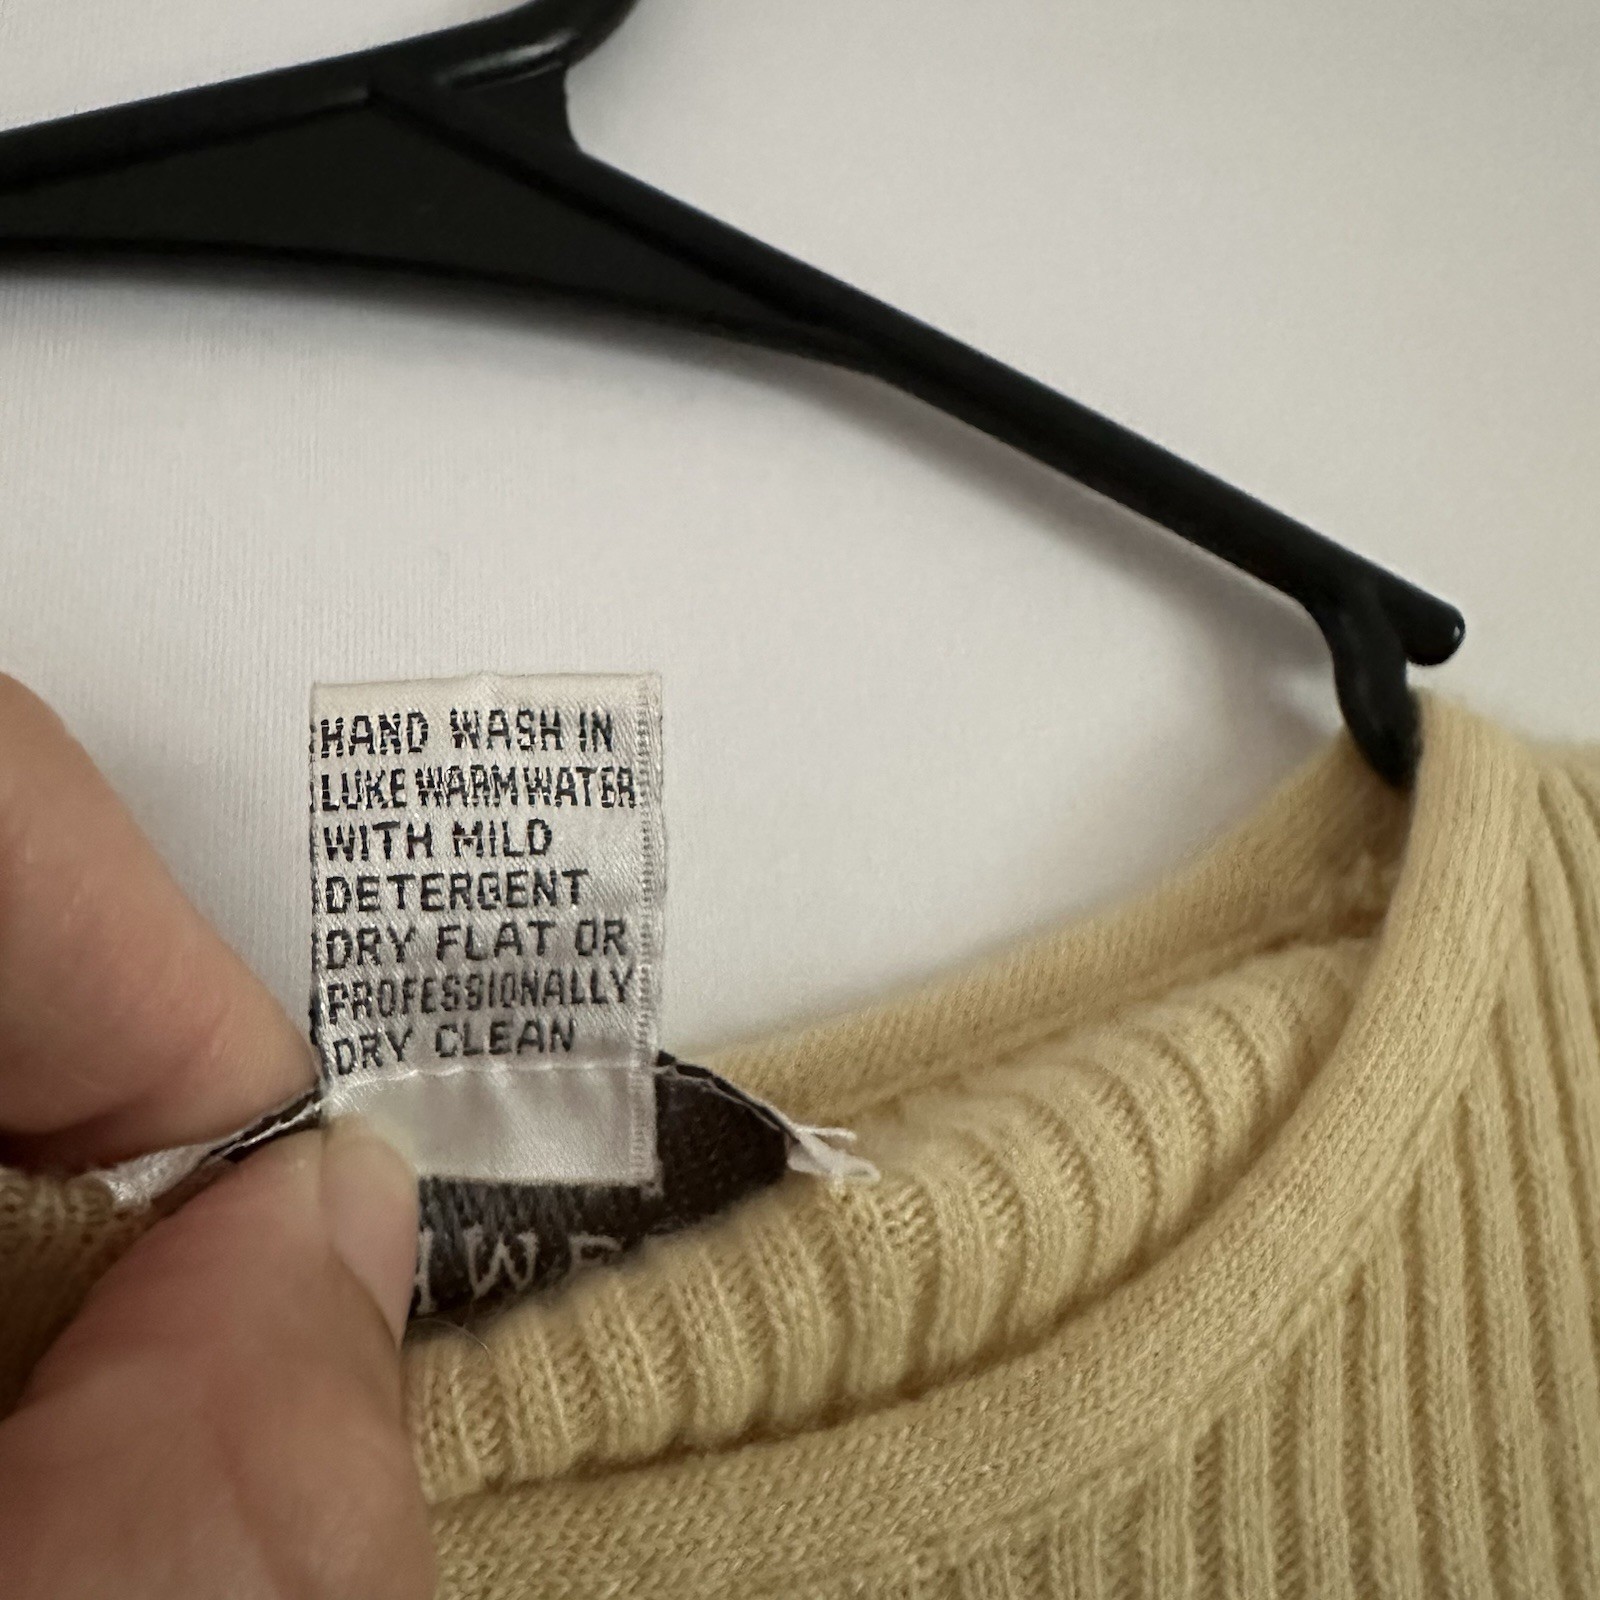 HAND WASH IN
LUKE WARM WATER
WITH MILD
DETERGENT
DRY FLAT OR
PROFESSIONALLY
DRY CLEAN